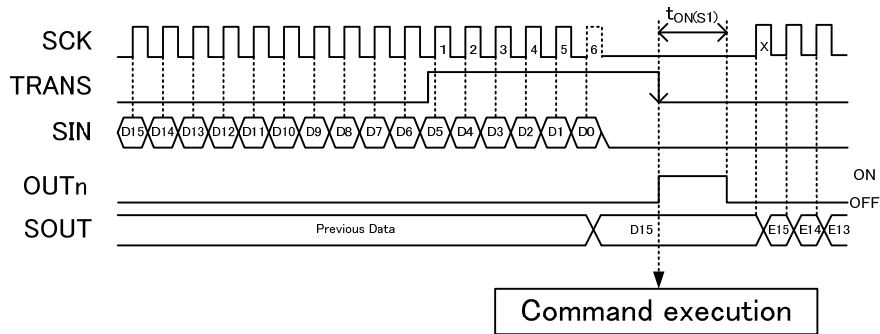 t_ON(S1)
SCK 1 2 3 4 5 6 X
TRANS
SIN D15 D14 D13 D12 D11 D10 D9 D8 D7 D6 D5 D4 D3 D2 D1 D0
OUTn ON
OFF
SOUT Previous Data D15 E15 E14 E13
Command execution